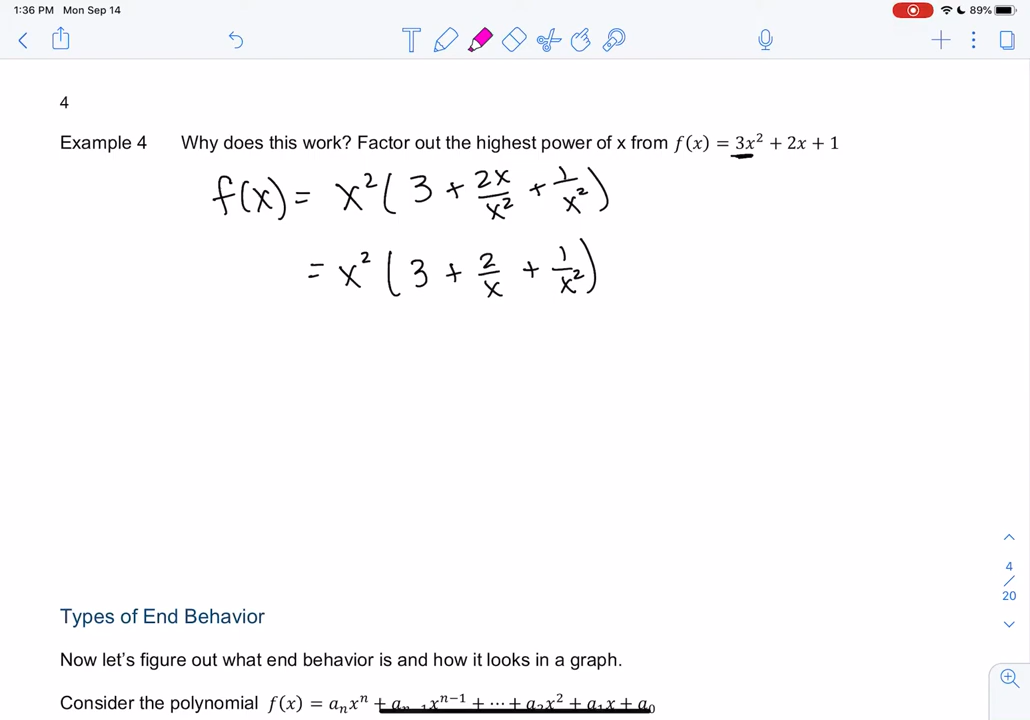 1:36 PM Mon Sep 14 89%
4
Example 4 Why does this work? Factor out the highest power of x from f(x) = 3x² + 2x + 1
f(x) = x² ( 3 + 2x/x² + 1/x² )
= x² ( 3 + 2/x + 1/x² )
4
/
20
Types of End Behavior
Now let's figure out what end behavior is and how it looks in a graph.
Consider the polynomial f(x) = aₙxⁿ + aₙ₋₁xⁿ⁻¹ + ⋯ + a₂x² + a₁x + a₀